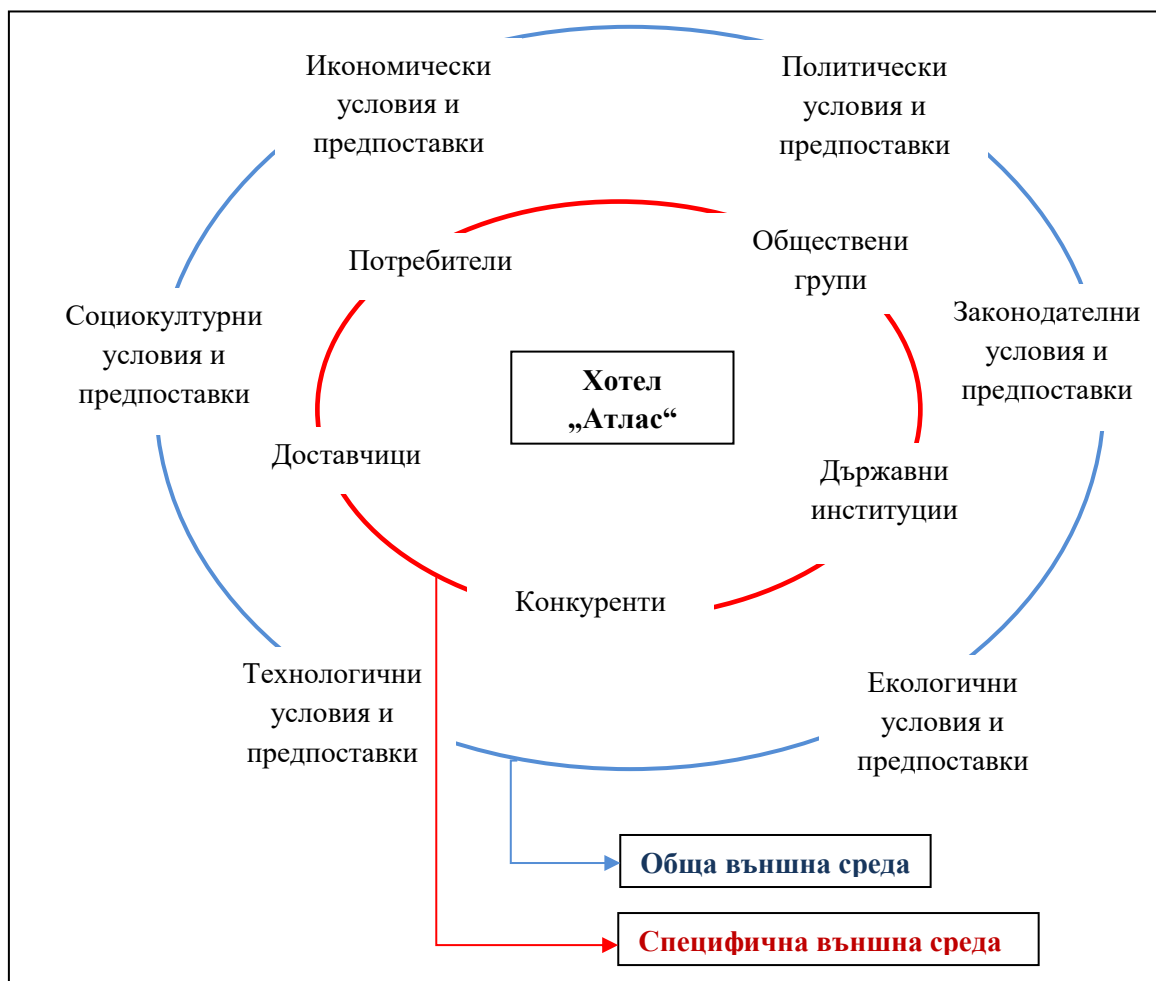 Икономически
условия и
предпоставки
Политически
условия и
предпоставки
Потребители
Обществени
групи
Социокултурни
условия и
предпоставки
Законодателни
условия и
предпоставки
Хотел
„Атлас“
Доставчици
Държавни
институции
Конкуренти
Технологични
условия и
предпоставки
Екологични
условия и
предпоставки
Обща външна среда
Специфична външна среда